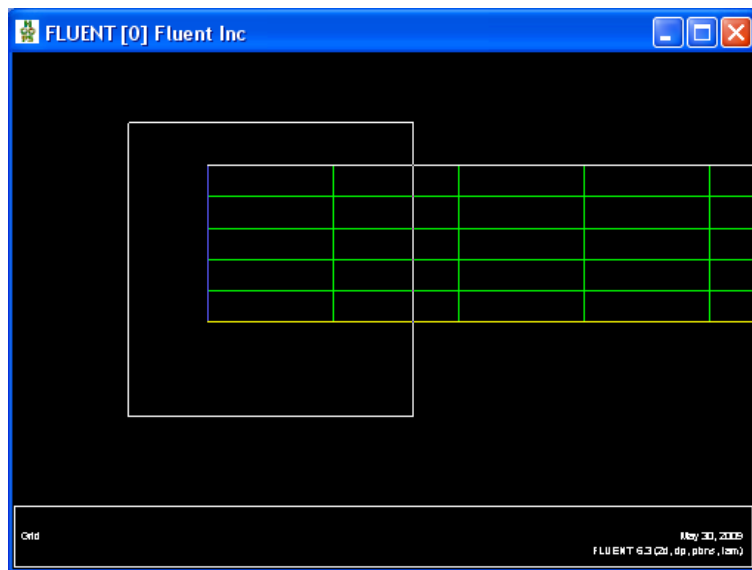 FLUENT [0] Fluent Inc
Grid
May 30, 2009
FLUENT 6.3 (2d, dp, pbns, lam)